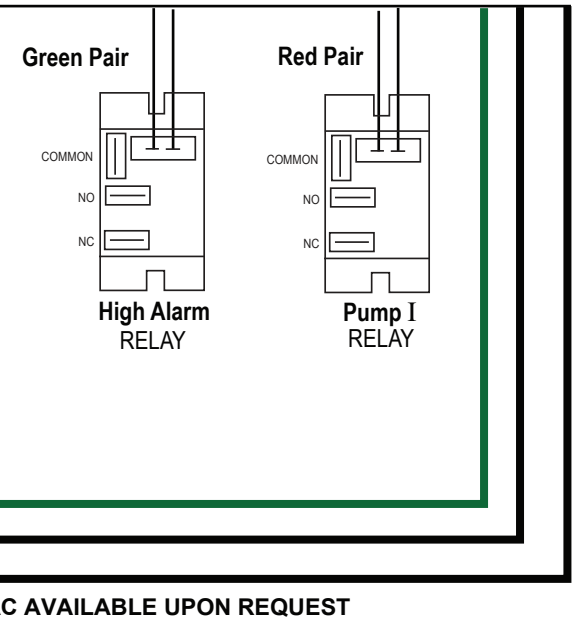 Green Pair
COMMON
NO
NC
High Alarm
RELAY
Red Pair
COMMON
NO
NC
Pump I
RELAY
AVAILABLE UPON REQUEST